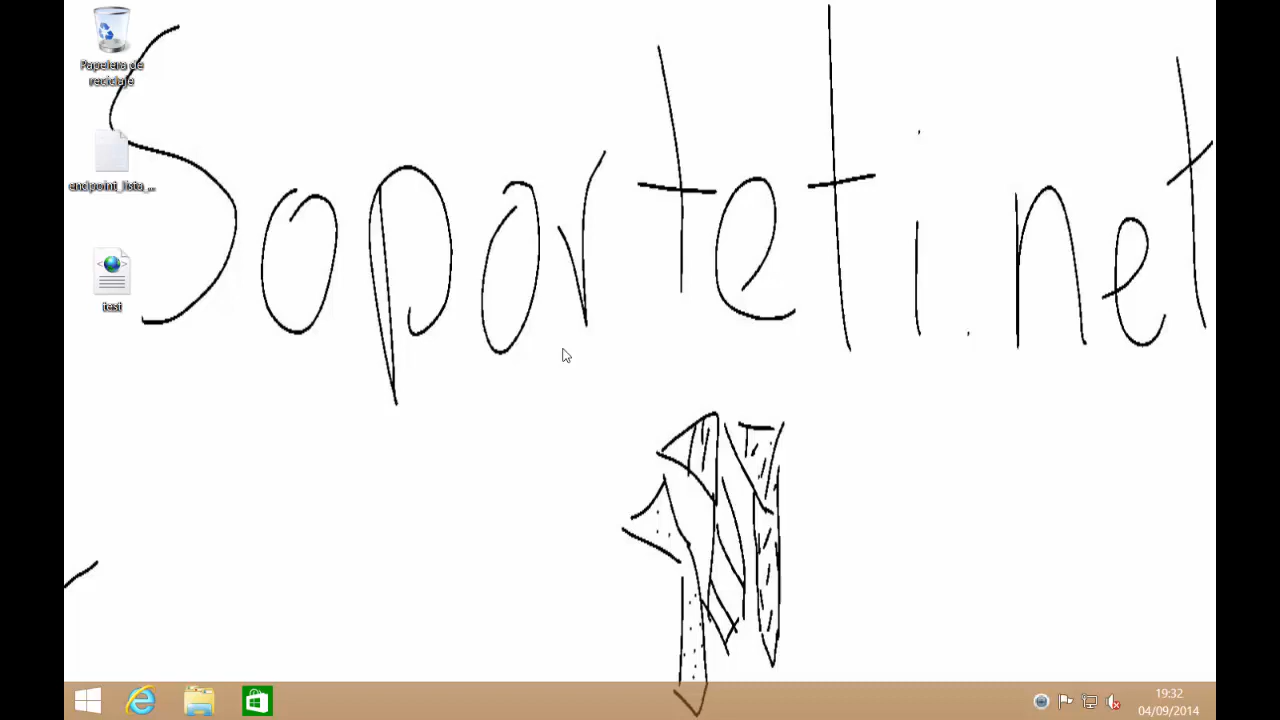 Soporteti.net
Papelera de
reciclaje
endpoint_lista_...
test
19:32
04/09/2014